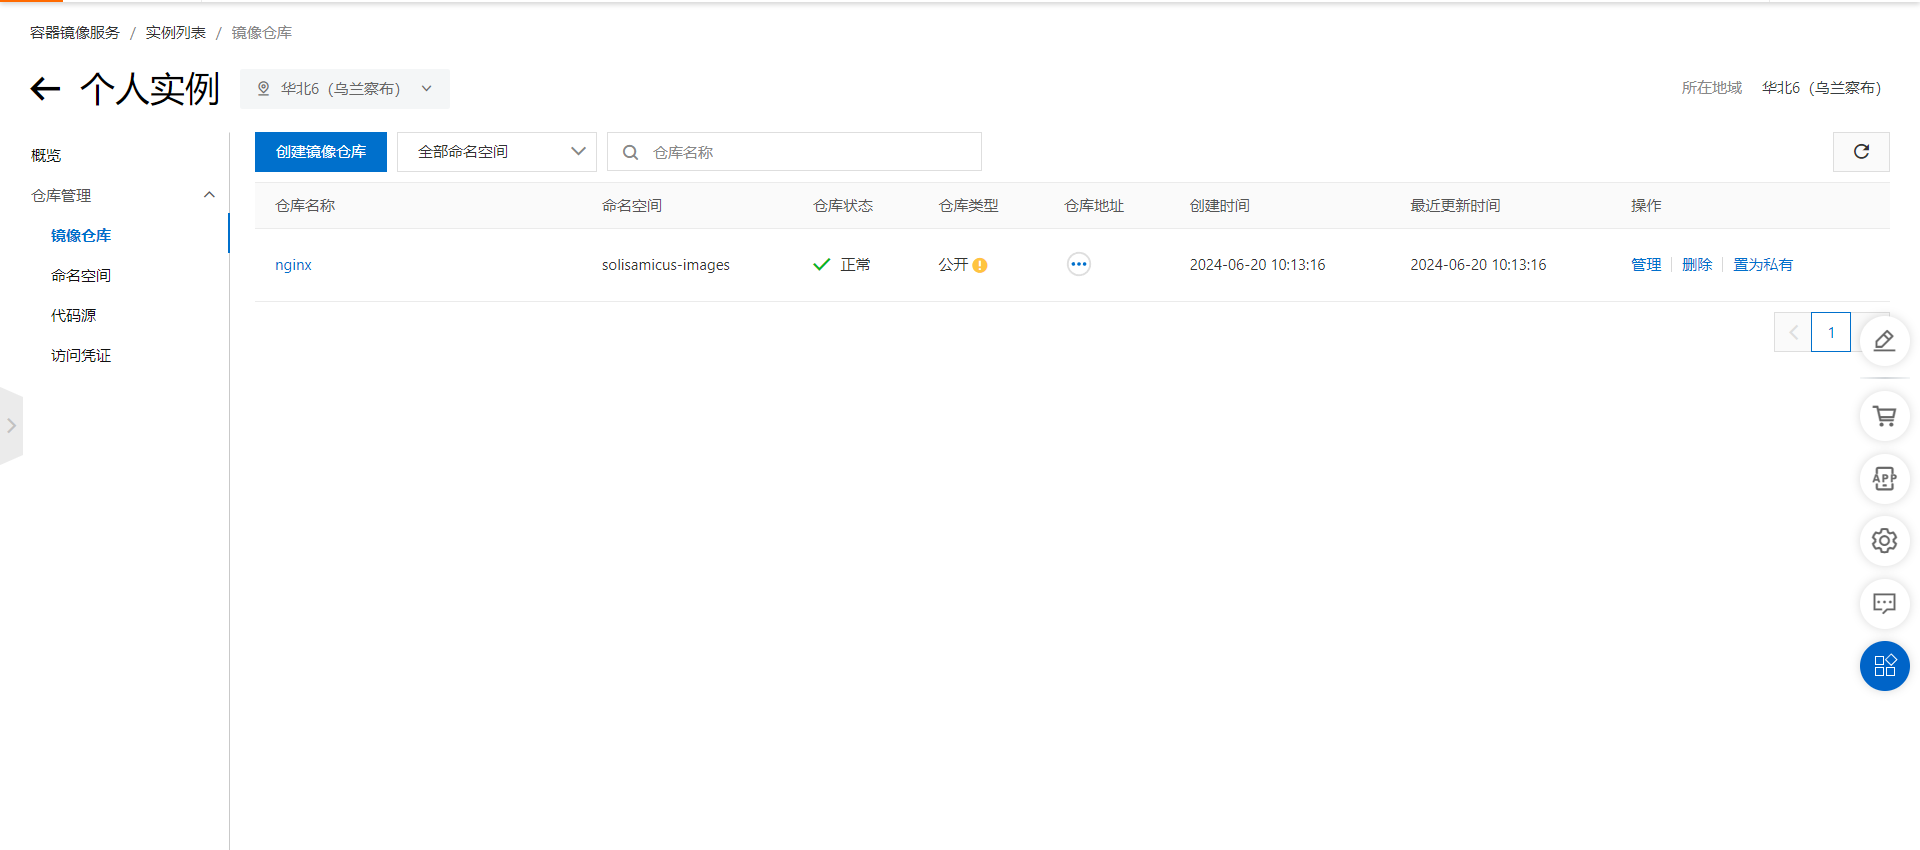 容器镜像服务 / 实例列表 / 镜像仓库
个人实例 华北6（乌兰察布） 所在地域 华北6（乌兰察布）
概览
仓库管理
镜像仓库
命名空间
代码源
访问凭证
创建镜像仓库 全部命名空间 仓库名称
仓库名称 命名空间 仓库状态 仓库类型 仓库地址 创建时间 最近更新时间 操作
nginx solisamicus-images 正常 公开 2024-06-20 10:13:16 2024-06-20 10:13:16 管理 删除 置为私有
1
APP